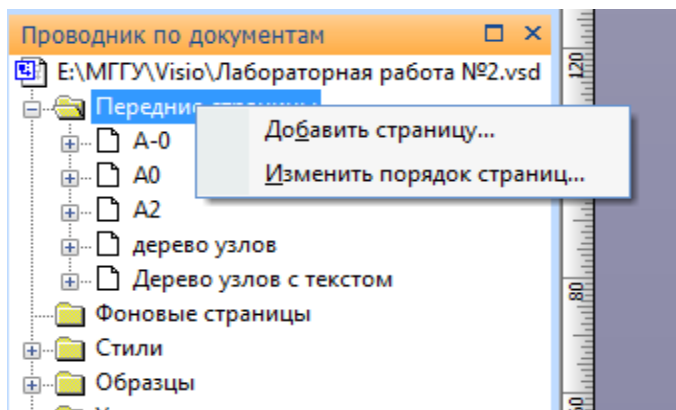 Проводник по документам
E:\МГГУ\Visio\Лабораторная работа №2.vsd
120
Передние
Добавить страницу...
А-0
А0
Изменить порядок страниц...
А2
дерево узлов
Дерево узлов с текстом
80
Фоновые страницы
Стили
Образцы